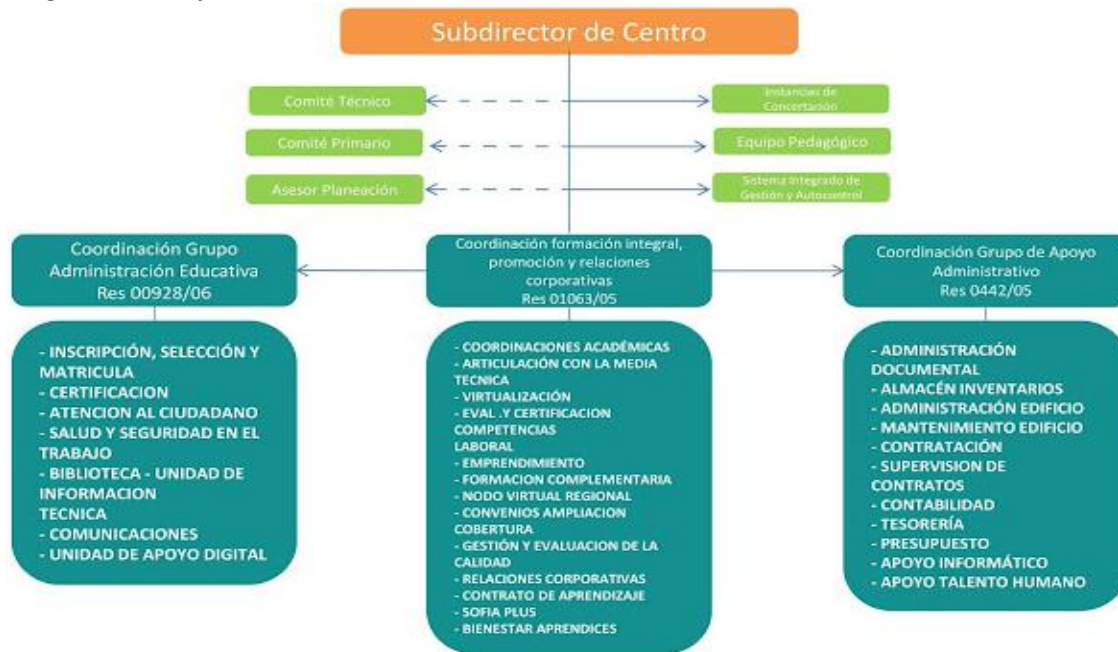 Subdirector de Centro
Comité Técnico
Instancias de
Concertación
Comité Primario
Equipo Pedagógico
Asesor Planeación
Sistema Integrado de
Gestión y Autocontrol
Coordinación Grupo
Administración Educativa
Res 00928/06
Coordinación formación integral,
promoción y relaciones
corporativas
Res 01063/05
Coordinación Grupo de Apoyo
Administrativo
Res 0442/05
- INSCRIPCIÓN, SELECCIÓN Y
MATRICULA
- CERTIFICACION
- ATENCION AL CIUDADANO
- SALUD Y SEGURIDAD EN EL
TRABAJO
- BIBLIOTECA - UNIDAD DE
INFORMACION
TECNICA
- COMUNICACIONES
- UNIDAD DE APOYO DIGITAL
- COORDINACIONES ACADÉMICAS
- ARTICULACIÓN CON LA MEDIA
TECNICA
- VIRTUALIZACIÓN
- EVAL .Y CERTIFICACION
COMPETENCIAS
LABORAL
- EMPRENDIMIENTO
- FORMACION COMPLEMENTARIA
- NODO VIRTUAL REGIONAL
- CONVENIOS AMPLIACION
COBERTURA
- GESTIÓN Y EVALUACION DE LA
CALIDAD
- RELACIONES CORPORATIVAS
- CONTRATO DE APRENDIZAJE
- SOFIA PLUS
- BIENESTAR APRENDICES
- ADMINISTRACIÓN
DOCUMENTAL
- ALMACÉN INVENTARIOS
- ADMINISTRACIÓN EDIFICIO
- MANTENIMIENTO EDIFICIO
- CONTRATACIÓN
- SUPERVISION DE
CONTRATOS
- CONTABILIDAD
- TESORERÍA
- PRESUPUESTO
- APOYO INFORMÁTICO
- APOYO TALENTO HUMANO